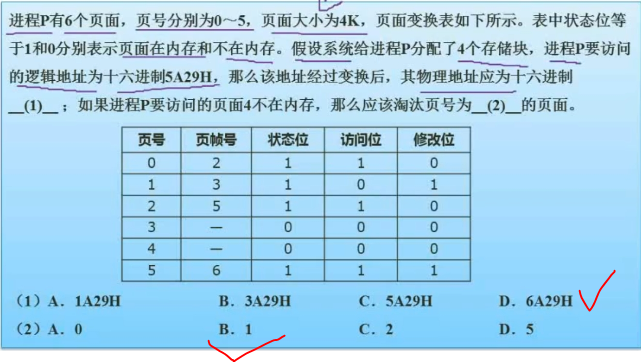 进程P有6个页面，页号分别为0～5，页面大小为4K，页面变换表如下所示。表中状态位等
于1和0分别表示页面在内存和不在内存。假设系统给进程P分配了4个存储块，进程P要访问
的逻辑地址为十六进制5A29H，那么该地址经过变换后，其物理地址应为十六进制
__(1)__；如果进程P要访问的页面4不在内存，那么应该淘汰页号为__(2)__的页面。
页号 页帧号 状态位 访问位 修改位
0 2 1 1 0
1 3 1 0 1
2 5 1 1 0
3 — 0 0 0
4 — 0 0 0
5 6 1 1 1
（1）A．1A29H B．3A29H C．5A29H D．6A29H
（2）A．0 B．1 C．2 D．5